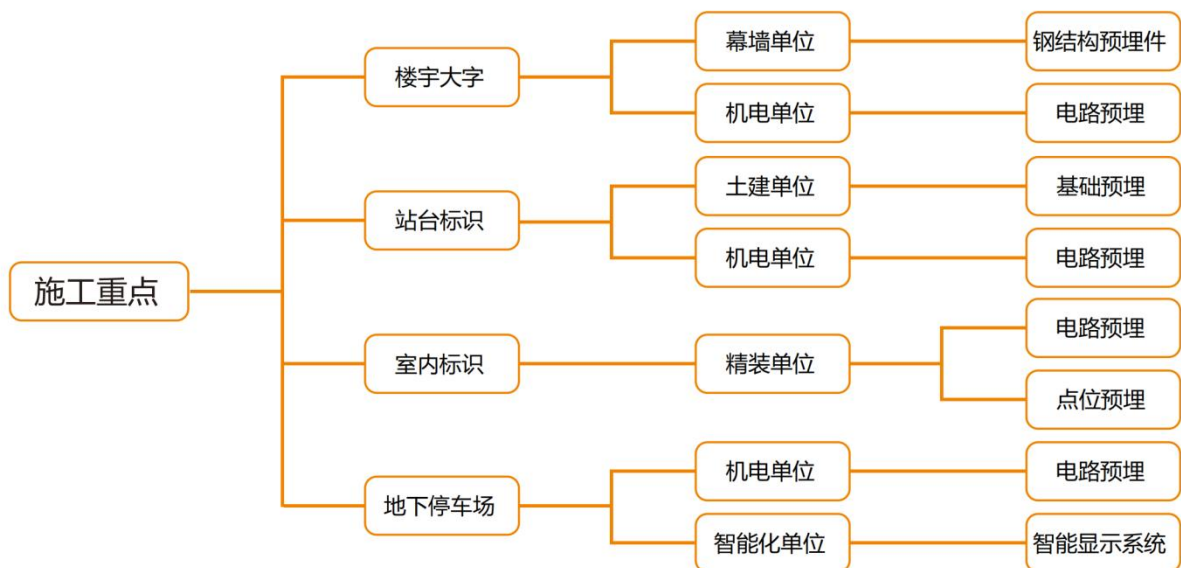 施工重点
楼宇大字
幕墙单位
钢结构预埋件
机电单位
电路预埋
站台标识
土建单位
基础预埋
机电单位
电路预埋
室内标识
精装单位
电路预埋
点位预埋
地下停车场
机电单位
电路预埋
智能化单位
智能显示系统